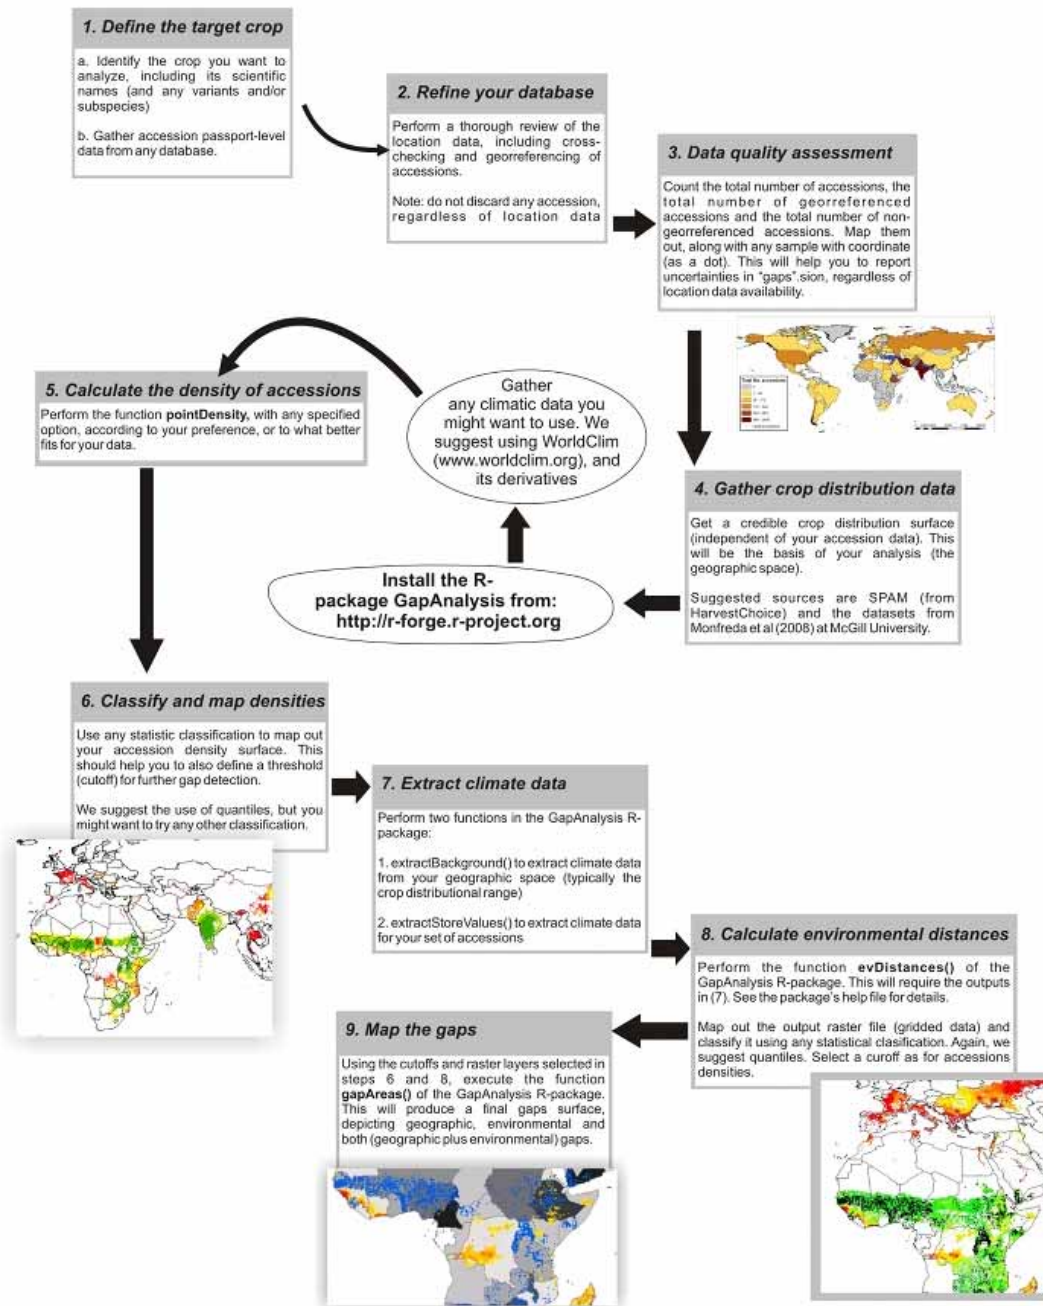 1. Define the target crop
a. Identify the crop you want to
analyze, including its scientific
names (and any variants and/or
subspecies)
b. Gather accession passport-level
data from any database.
2. Refine your database
Perform a thorough review of the
location data, including cross-
checking and georeferencing of
accessions.
Note: do not discard any accession,
regardless of location data
3. Data quality assessment
Count the total number of accessions, the
total number of georreferenced
accessions and the total number of non-
georreferenced accessions. Map them
out, along with any sample with coordinate
(as a dot). This will help you to report
uncertainties in "gaps".sion, regardless of
location data availability.
4. Gather crop distribution data
Get a credible crop distribution surface
(independent of your accession data). This
will be the basis of your analysis (the
geographic space).
Suggested sources are SPAM (from
HarvestChoice) and the datasets from
Monfreda et al (2008) at McGill University.
Install the R-
package GapAnalysis from:
http://r-forge.r-project.org
Gather
any climatic data you
might want to use. We
suggest using WorldClim
(www.worldclim.org), and
its derivatives
5. Calculate the density of accessions
Perform the function pointDensity, with any specified
option, according to your preference, or to what better
fits for your data.
6. Classify and map densities
Use any statistic classification to map out
your accession density surface. This
should help you to also define a threshold
(cutoff) for further gap detection.
We suggest the use of quantiles, but you
might want to try any other classification.
7. Extract climate data
Perform two functions in the GapAnalysis R-
package:
1. extractBackground() to extract climate data
from your geographic space (typically the
crop distributional range)
2. extractStoreValues() to extract climate data
for your set of accessions
8. Calculate environmental distances
Perform the function evDistances() of the
GapAnalysis R-package. This will require the outputs
in (7). See the package's help file for details.
Map out the output raster file (gridded data) and
classify it using any statistical clasification. Again, we
suggest quantiles. Select a curoff as for accessions
densities.
9. Map the gaps
Using the cutoffs and raster layers selected in
steps 6 and 8, execute the function
gapAreas() of the GapAnalysis R-package.
This will produce a final gaps surface,
depicting geographic, environmental and
both (geographic plus environmental) gaps.